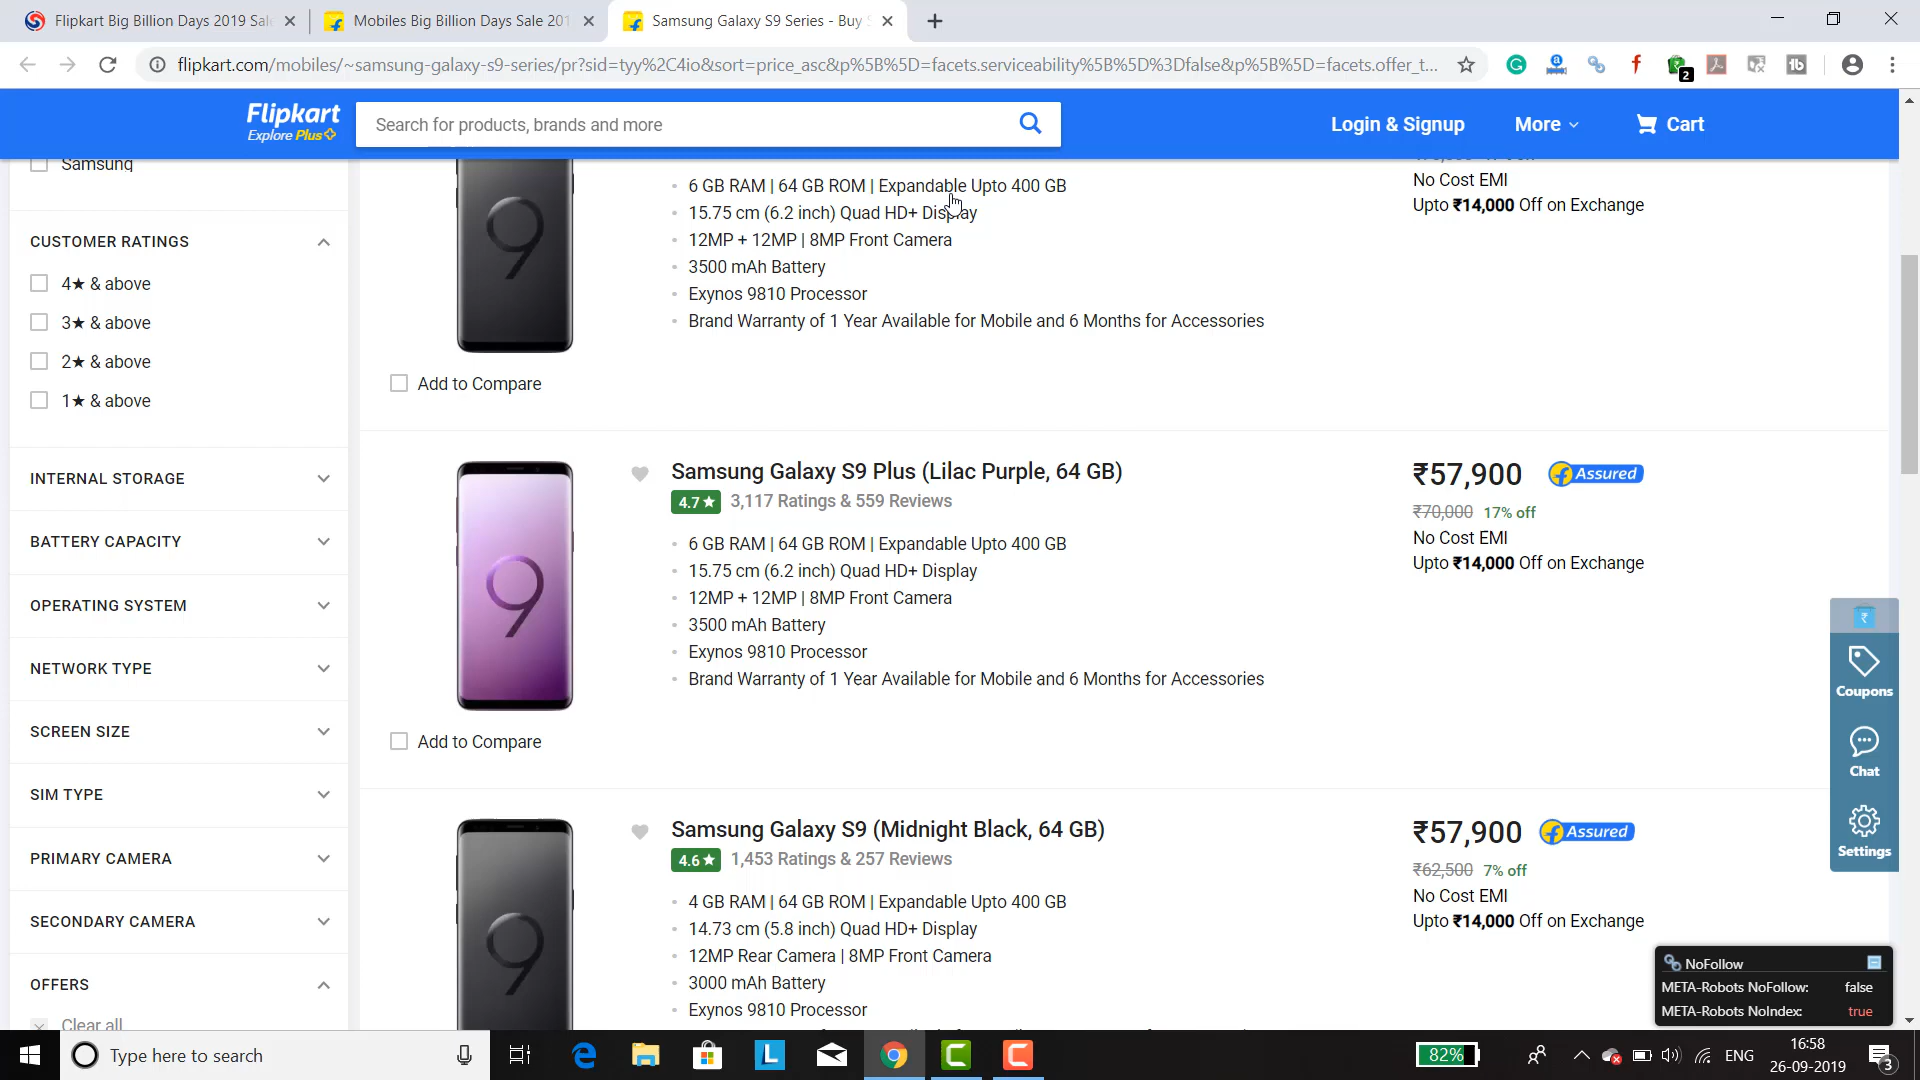 Flipkart Big Billion Days 2019 Sale
Mobiles Big Billion Days Sale 201
Samsung Galaxy S9 Series - Buy S
flipkart.com/mobiles/~samsung-galaxy-s9-series/pr?sid=tyy%2C4io&sort=price_asc&p%5B%5D=facets.serviceability%5B%5D%3Dfalse&p%5B%5D=facets.offer_t...
2
Flipkart
Explore Plus
Search for products, brands and more
Login & Signup
More
Cart
Samsung
CUSTOMER RATINGS
4★ & above
3★ & above
2★ & above
1★ & above
INTERNAL STORAGE
BATTERY CAPACITY
OPERATING SYSTEM
NETWORK TYPE
SCREEN SIZE
SIM TYPE
PRIMARY CAMERA
SECONDARY CAMERA
OFFERS
Clear all
6 GB RAM | 64 GB ROM | Expandable Upto 400 GB
15.75 cm (6.2 inch) Quad HD+ Display
12MP + 12MP | 8MP Front Camera
3500 mAh Battery
Exynos 9810 Processor
Brand Warranty of 1 Year Available for Mobile and 6 Months for Accessories
No Cost EMI
Upto ₹14,000 Off on Exchange
9
Add to Compare
Samsung Galaxy S9 Plus (Lilac Purple, 64 GB)
4.7★ 3,117 Ratings & 559 Reviews
6 GB RAM | 64 GB ROM | Expandable Upto 400 GB
15.75 cm (6.2 inch) Quad HD+ Display
12MP + 12MP | 8MP Front Camera
3500 mAh Battery
Exynos 9810 Processor
Brand Warranty of 1 Year Available for Mobile and 6 Months for Accessories
₹57,900 Assured
₹70,000 17% off
No Cost EMI
Upto ₹14,000 Off on Exchange
9
Add to Compare
Samsung Galaxy S9 (Midnight Black, 64 GB)
4.6★ 1,453 Ratings & 257 Reviews
4 GB RAM | 64 GB ROM | Expandable Upto 400 GB
14.73 cm (5.8 inch) Quad HD+ Display
12MP Rear Camera | 8MP Front Camera
3000 mAh Battery
Exynos 9810 Processor
₹57,900 Assured
₹62,500 7% off
No Cost EMI
Upto ₹14,000 Off on Exchange
9
₹
Coupons
Chat
Settings
NoFollow
META-Robots NoFollow: false
META-Robots NoIndex: true
Type here to search
82%
ENG
16:58
26-09-2019
3